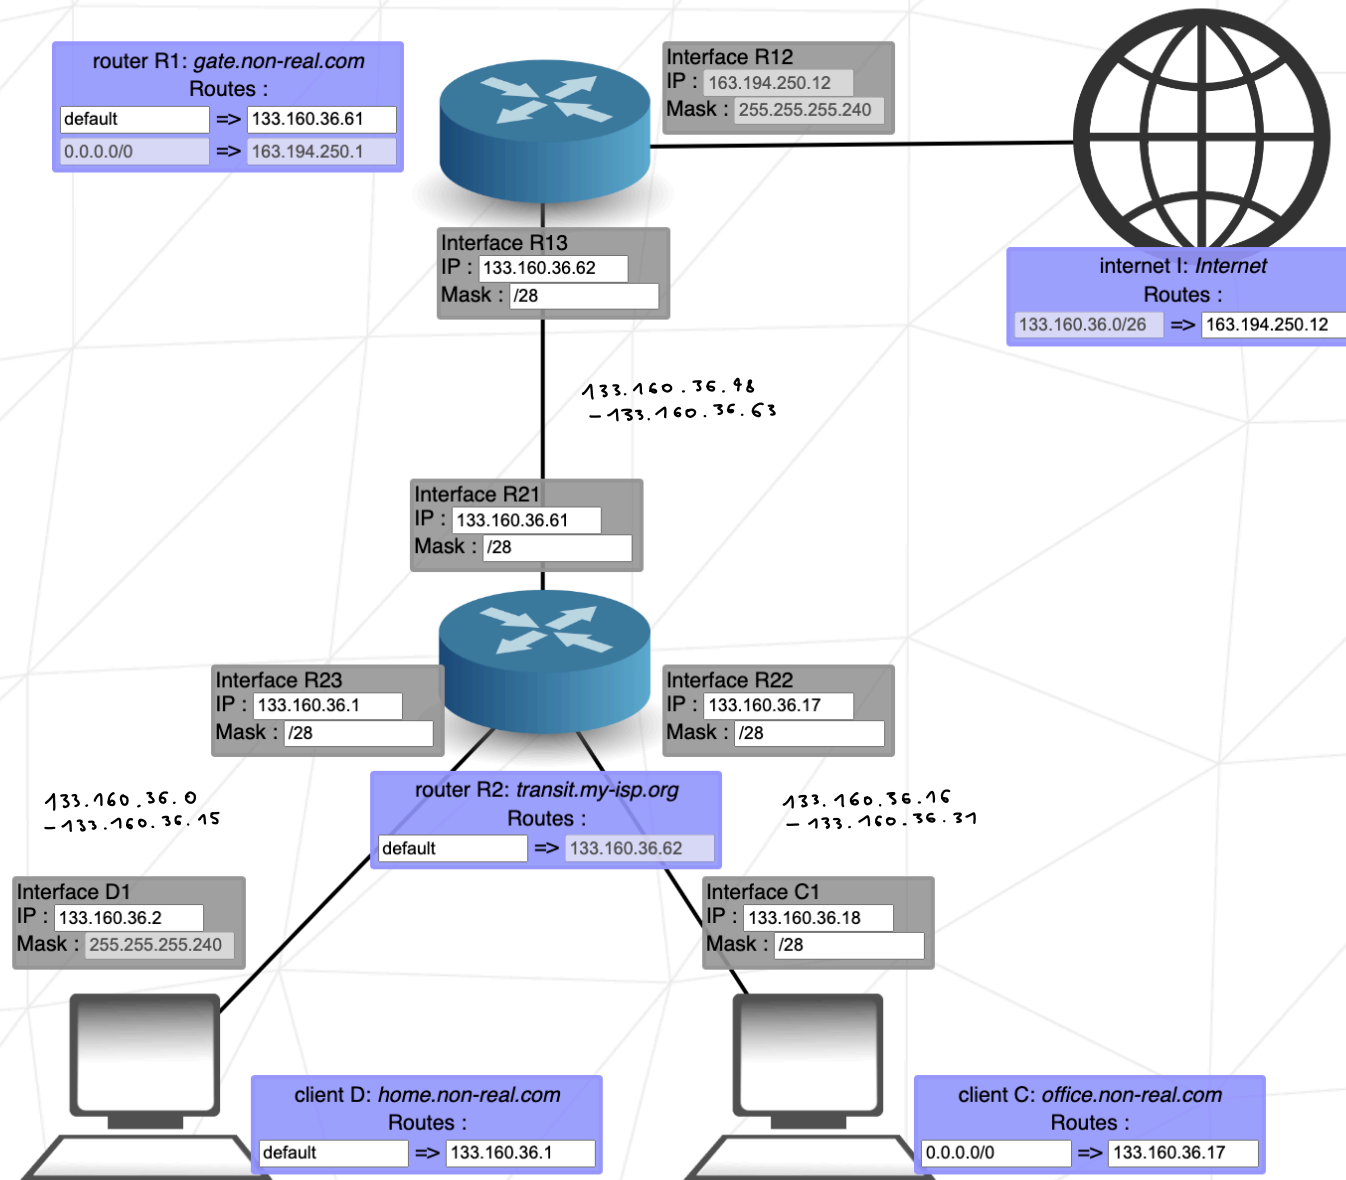 router R1: gate.non-real.com
Routes :
default => 133.160.36.61
0.0.0.0/0 => 163.194.250.1
Interface R12
IP : 163.194.250.12
Mask : 255.255.255.240
Interface R13
IP : 133.160.36.62
Mask : /28
internet I: Internet
Routes :
133.160.36.0/26 => 163.194.250.12
133.160.36.48
-133.160.36.63
Interface R21
IP : 133.160.36.61
Mask : /28
Interface R23
IP : 133.160.36.1
Mask : /28
Interface R22
IP : 133.160.36.17
Mask : /28
133.160.36.0
-133.160.36.15
router R2: transit.my-isp.org
Routes :
default => 133.160.36.62
133.160.36.16
-133.160.36.31
Interface D1
IP : 133.160.36.2
Mask : 255.255.255.240
Interface C1
IP : 133.160.36.18
Mask : /28
client D: home.non-real.com
Routes :
default => 133.160.36.1
client C: office.non-real.com
Routes :
0.0.0.0/0 => 133.160.36.17